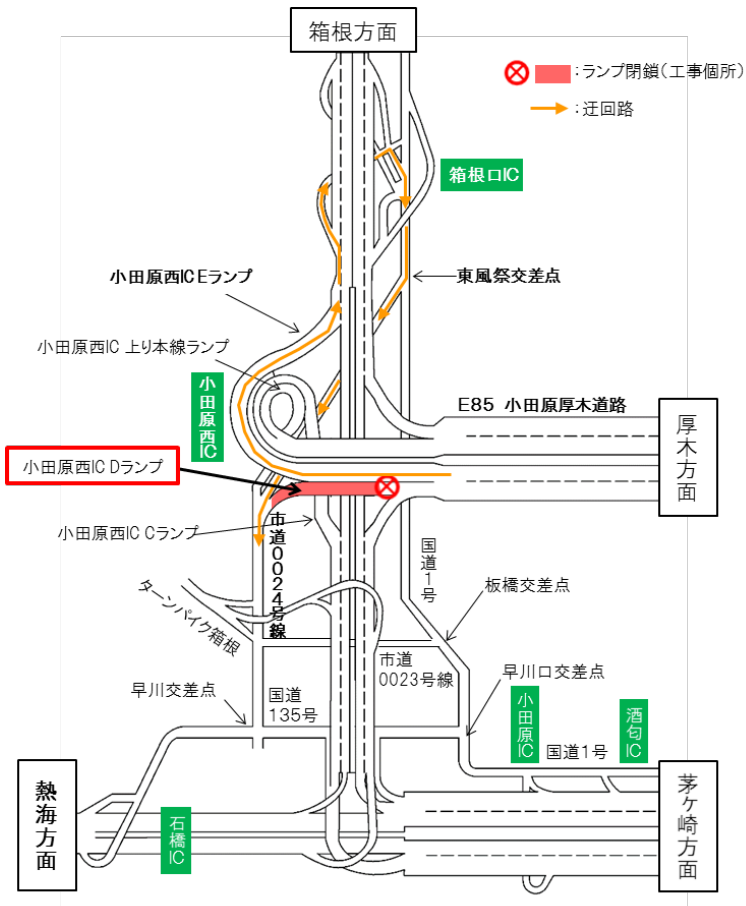 箱根方面
:ランプ閉鎖(工事個所)
:迂回路
箱根口IC
小田原西IC Eランプ
東風祭交差点
小田原西IC 上り本線ランプ
小田原西IC
E85 小田原厚木道路
厚木方面
小田原西IC Dランプ
小田原西IC Cランプ
市道0024号線
国道1号
板橋交差点
ターンパイク箱根
市道
0023号線
早川交差点
国道
135号
早川口交差点
小田原IC
酒匂IC
国道1号
熱海方面
石橋IC
茅ヶ崎方面